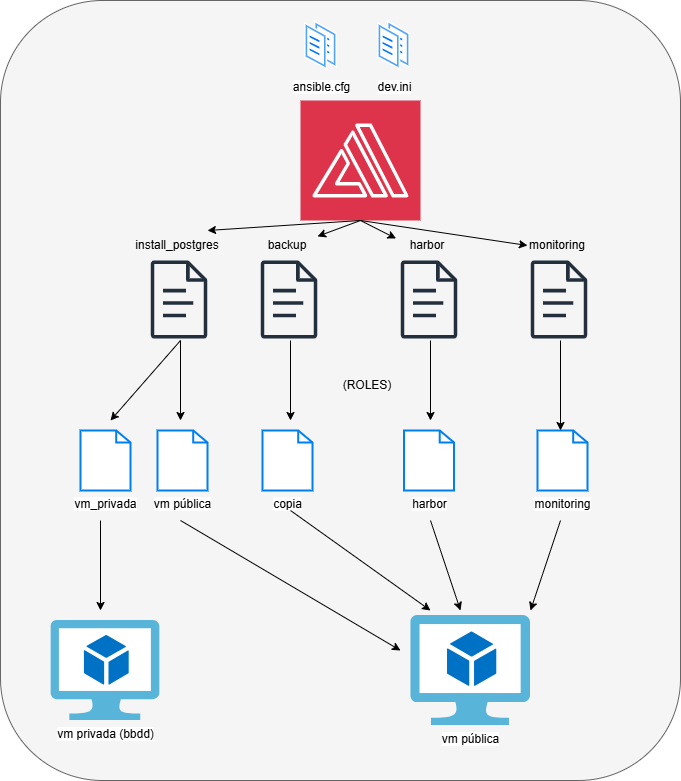 ansible.cfg
dev.ini
install_postgres
backup
harbor
monitoring
(ROLES)
vm_privada
vm pública
copia
harbor
monitoring
vm privada (bbdd)
vm pública